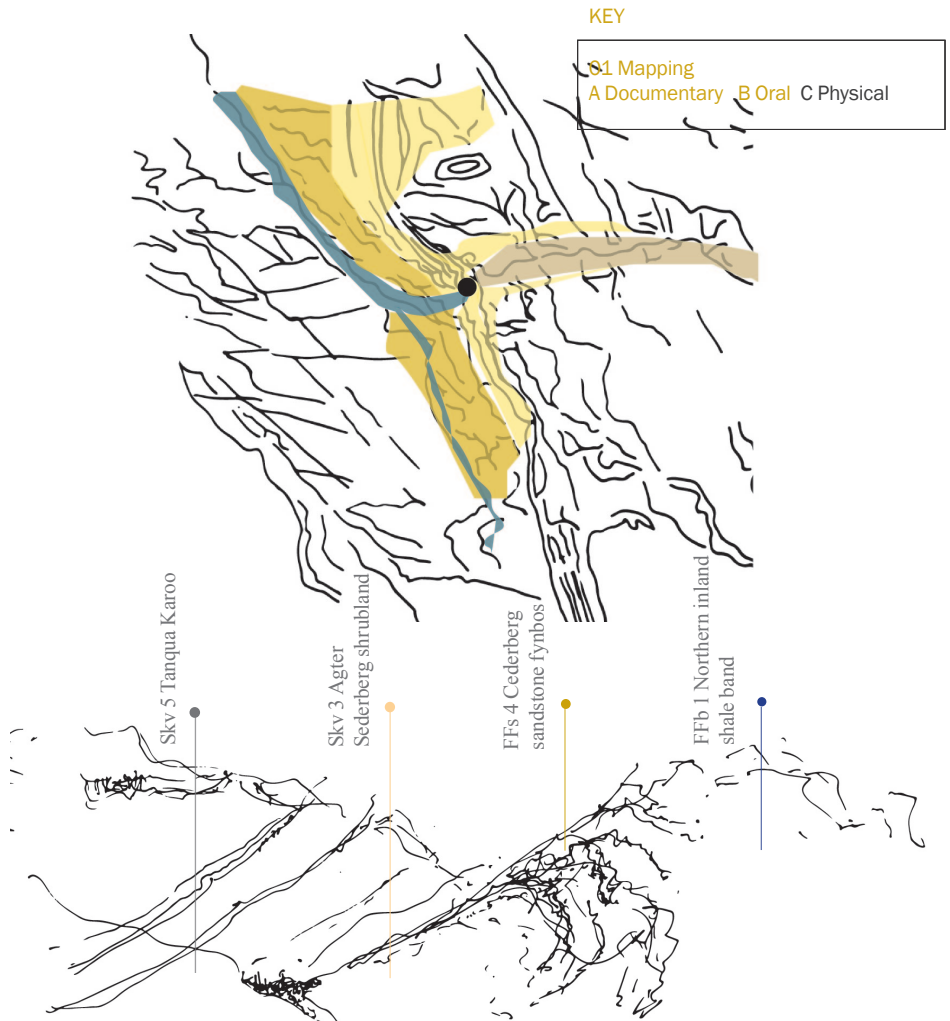 KEY
01 Mapping
A Documentary B Oral C Physical
Skv 5 Tanqua Karoo
Skv 3 Agter
Sederberg shrubland
FFs 4 Cederberg
sandstone fynbos
FFb 1 Northern inland
shale band